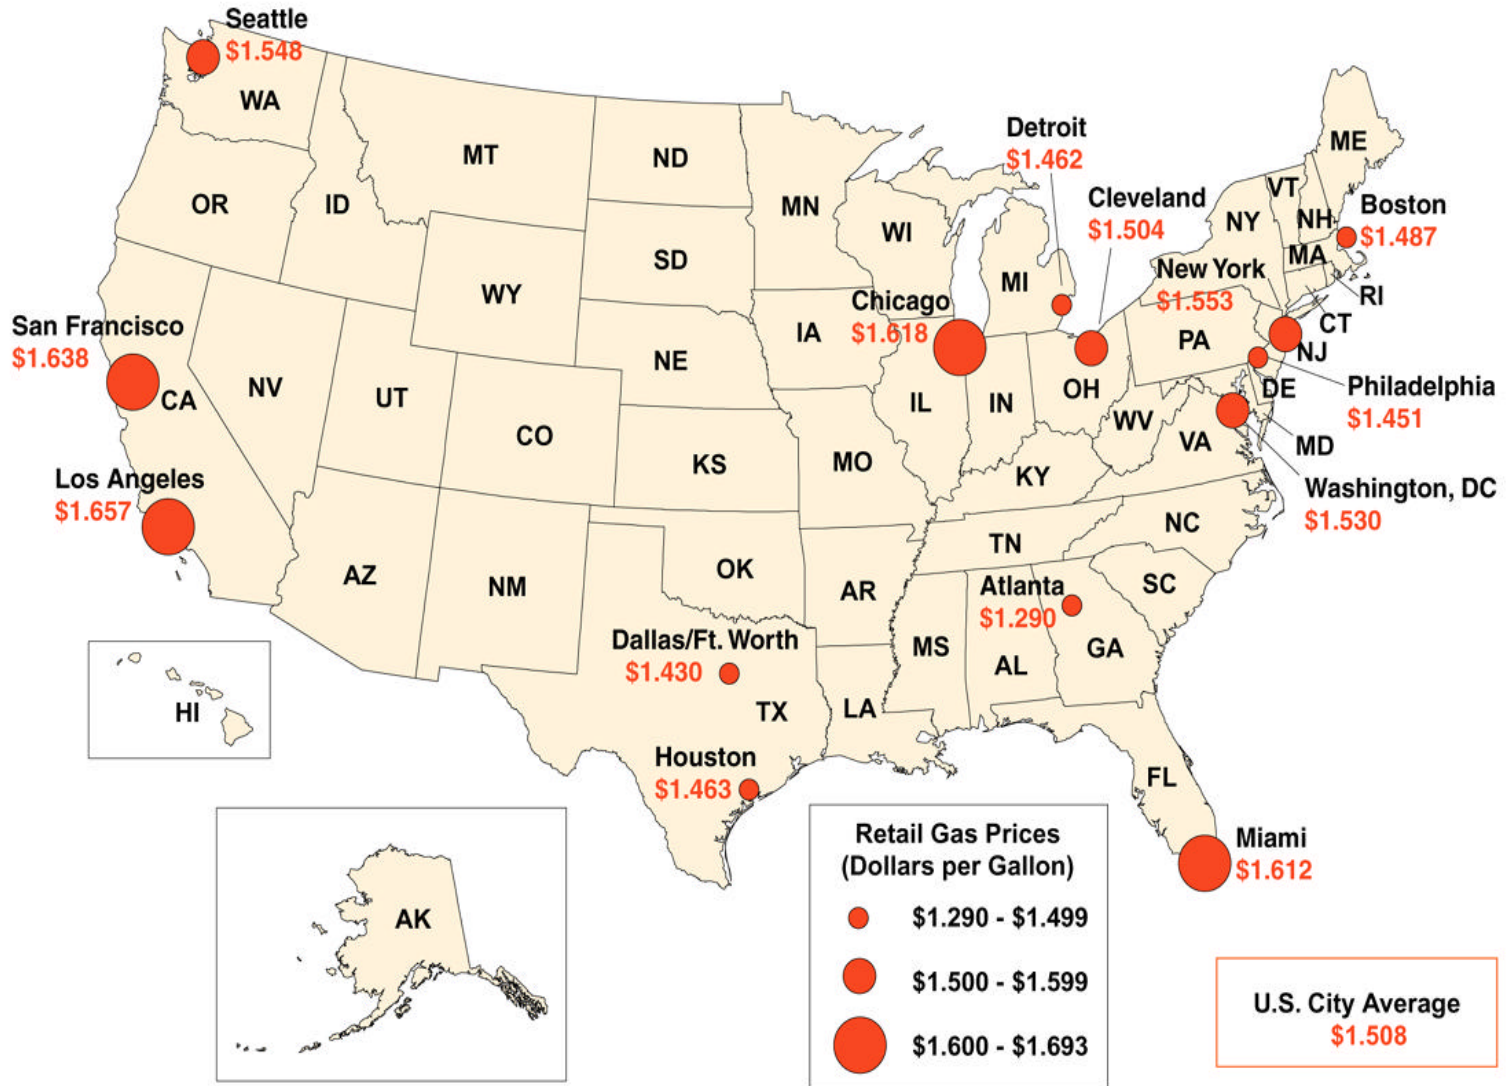 Seattle
$1.548
WA
MT
ND
MN
OR
ID
SD
WI
WY
MI
Detroit
$1.462
Cleveland
$1.504
ME
VT
NH
NY
Boston
$1.487
MA
RI
CT
New York
$1.553
NJ
PA
Chicago
$1.618
IA
NE
San Francisco
$1.638
CA
NV
UT
CO
KS
MO
IL
IN
OH
WV
VA
DE
Philadelphia
$1.451
MD
Washington, DC
$1.530
KY
Los Angeles
$1.657
AZ
NM
OK
AR
TN
NC
SC
Atlanta
$1.290
GA
AL
MS
LA
Dallas/Ft. Worth
$1.430
TX
Houston
$1.463
FL
Miami
$1.612
HI
AK
Retail Gas Prices
(Dollars per Gallon)
$1.290 - $1.499
$1.500 - $1.599
$1.600 - $1.693
U.S. City Average
$1.508